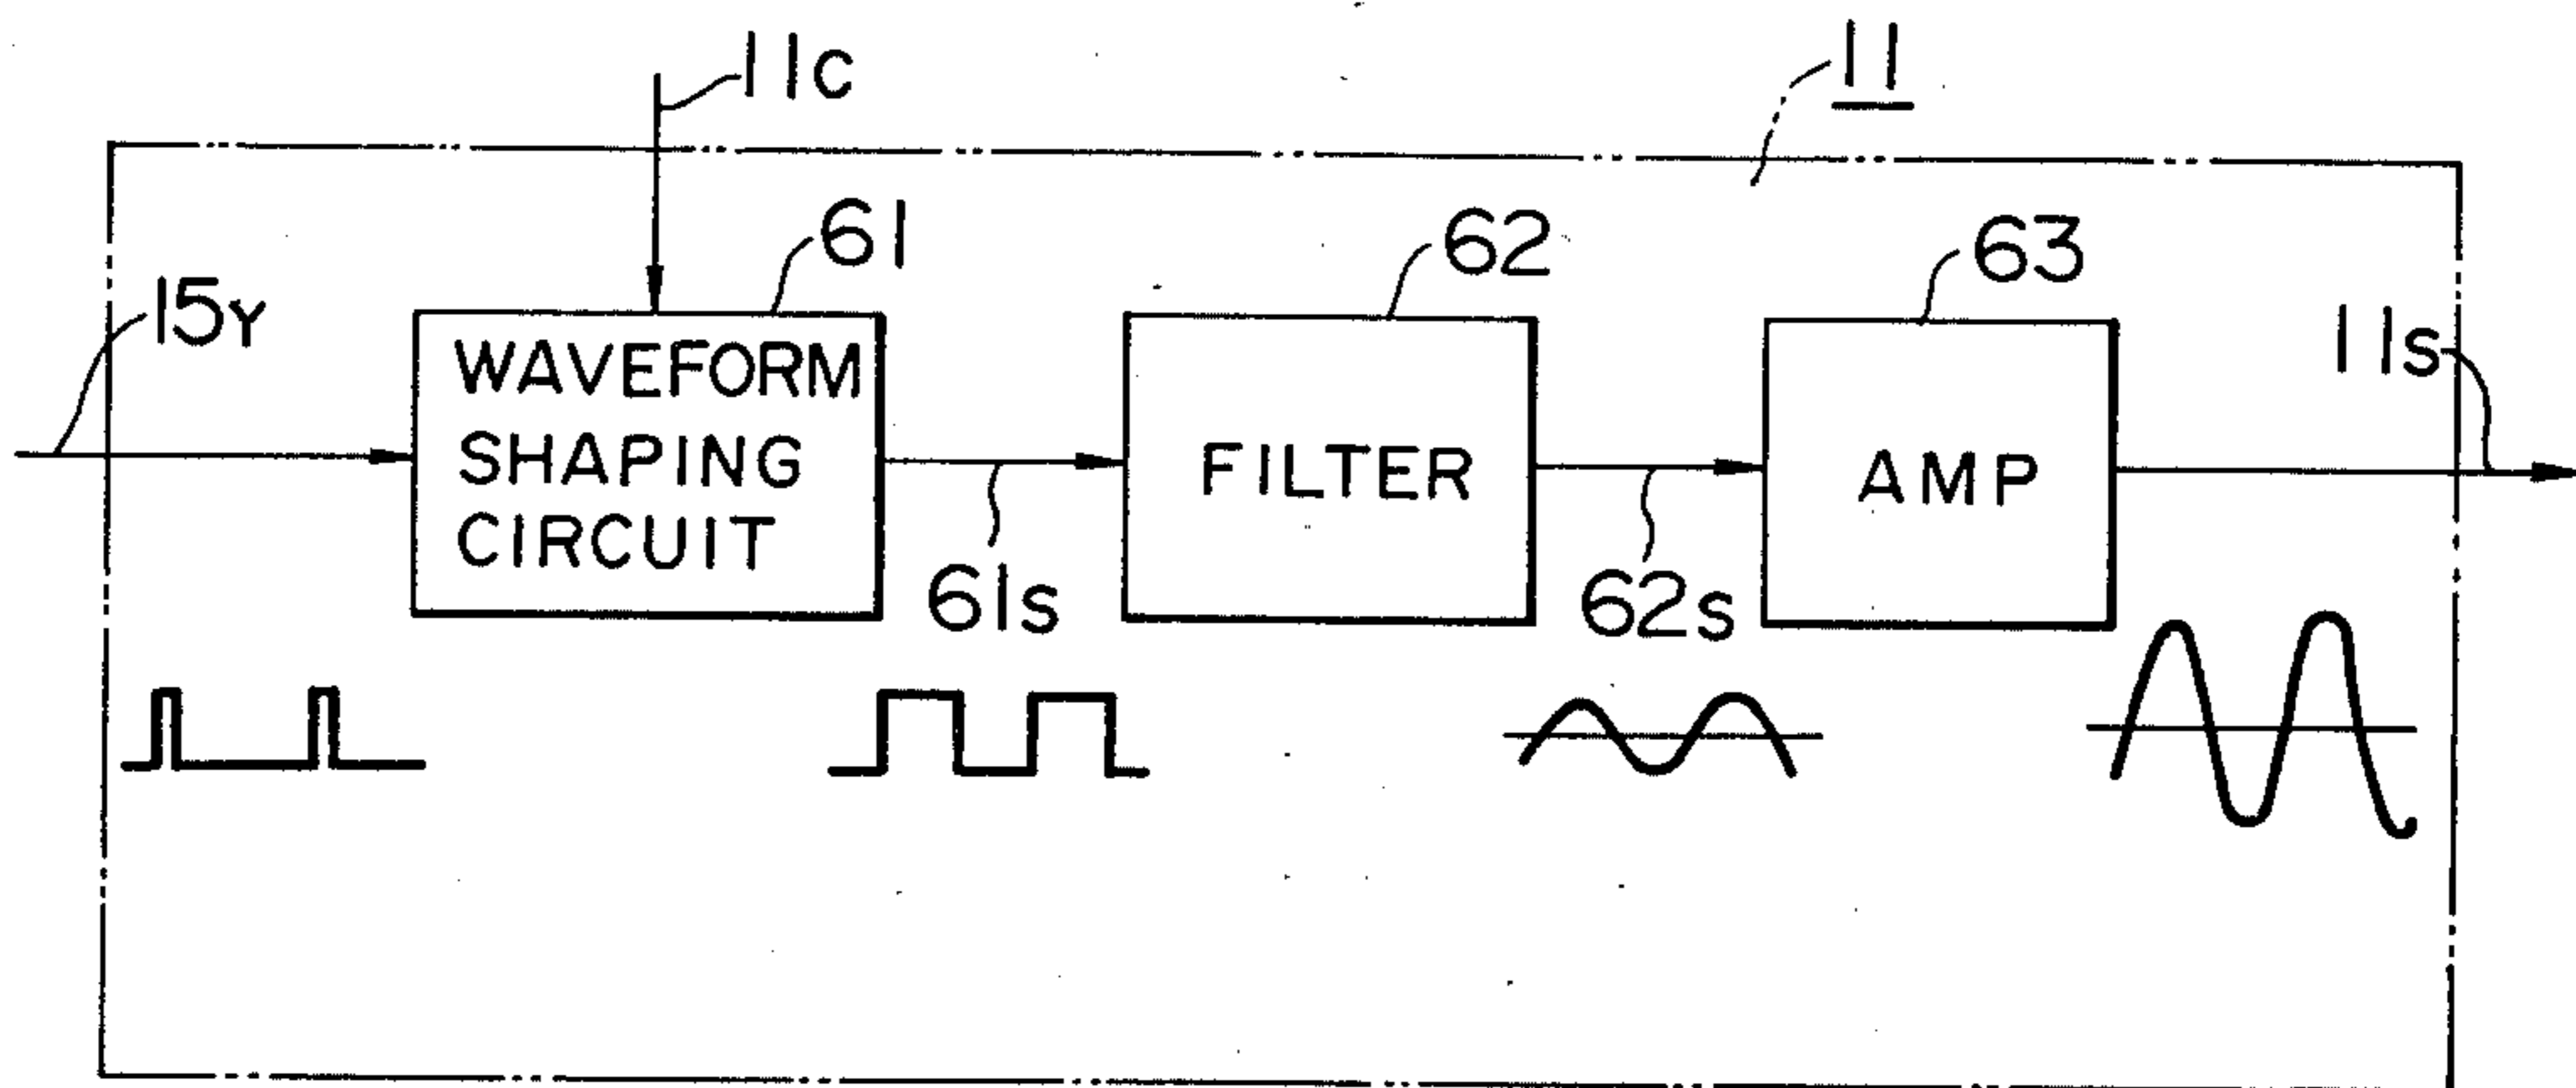 11c
11
61
62
63
15Y
11s
WAVEFORM
SHAPING
CIRCUIT
FILTER
AMP
61s
62s